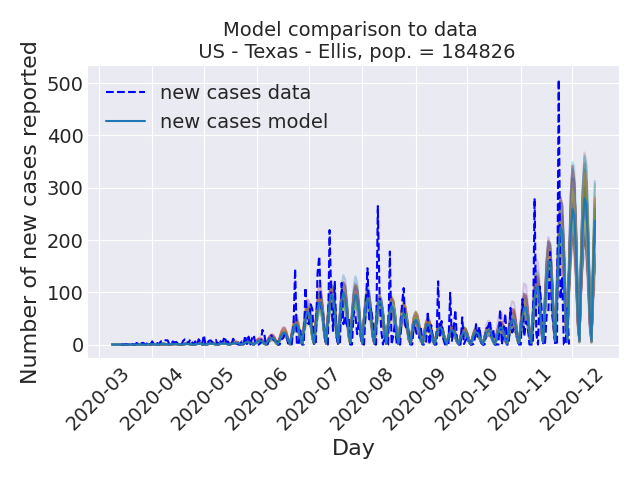 Model comparison to data
US - Texas - Ellis, pop. = 184826
Number of new cases reported
500
400
300
200
100
0
new cases data
new cases model
2020-03
2020-04
2020-05
2020-06
2020-07
2020-08
2020-09
2020-10
2020-11
2020-12
Day